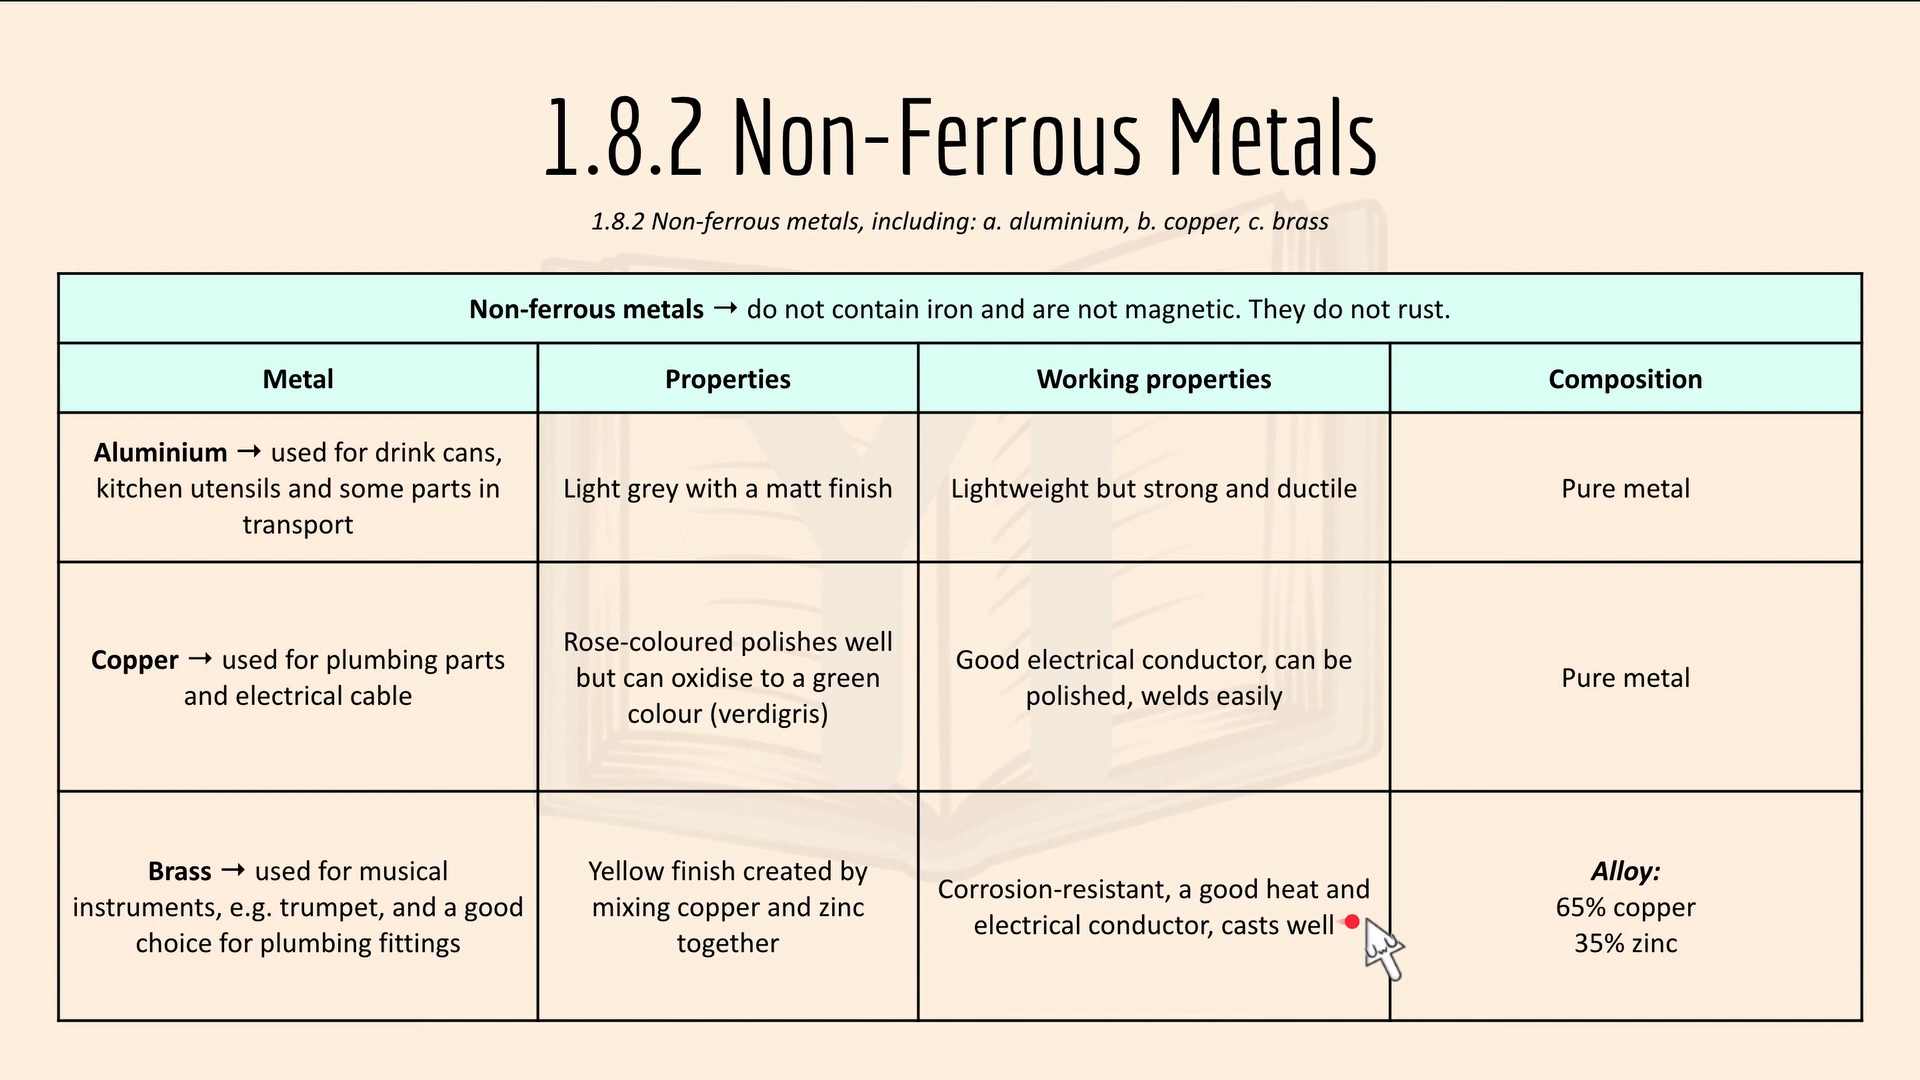 1.8.2 Non-Ferrous Metals
1.8.2 Non-ferrous metals, including: a. aluminium, b. copper, c. brass
Non-ferrous metals → do not contain iron and are not magnetic. They do not rust.
Metal
Properties
Working properties
Composition
Aluminium → used for drink cans,
kitchen utensils and some parts in
transport
Light grey with a matt finish
Lightweight but strong and ductile
Pure metal
Copper → used for plumbing parts
and electrical cable
Rose-coloured polishes well
but can oxidise to a green
colour (verdigris)
Good electrical conductor, can be
polished, welds easily
Pure metal
Brass → used for musical
instruments, e.g. trumpet, and a good
choice for plumbing fittings
Yellow finish created by
mixing copper and zinc
together
Corrosion-resistant, a good heat and
electrical conductor, casts well
Alloy:
65% copper
35% zinc
YI